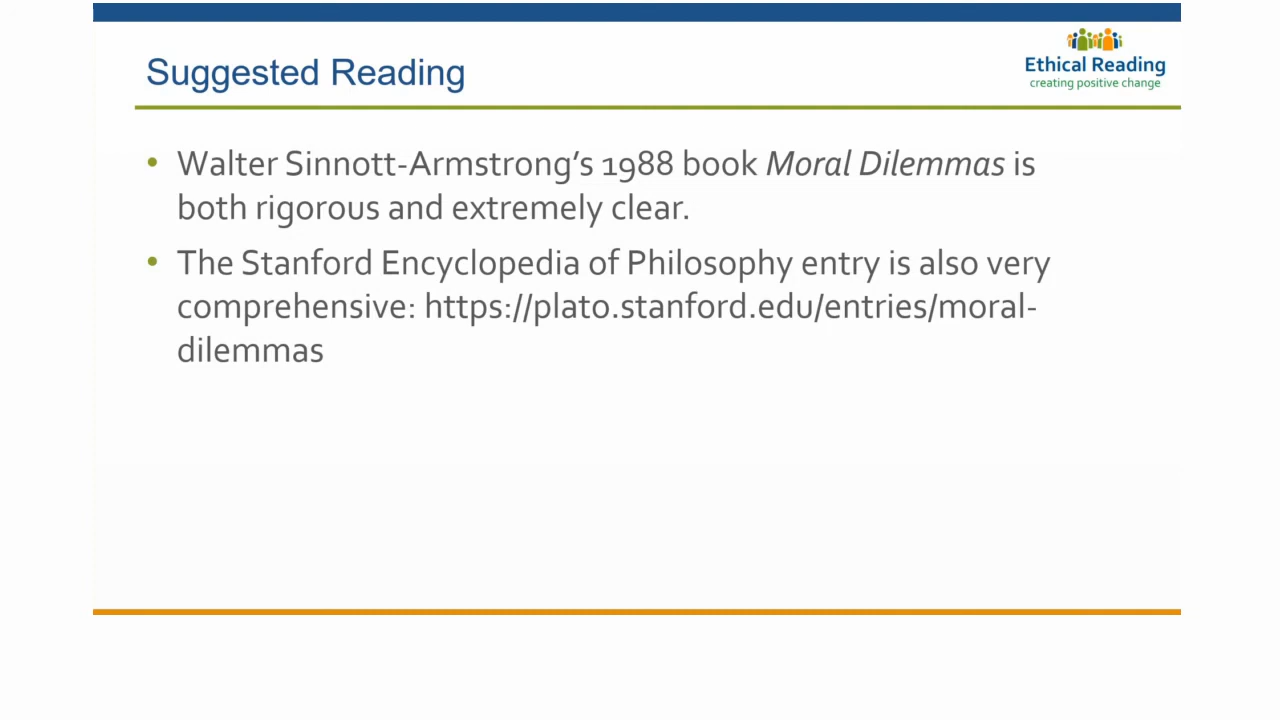 Suggested Reading
Ethical Reading
creating positive change
• Walter Sinnott-Armstrong’s 1988 book Moral Dilemmas is
both rigorous and extremely clear.
• The Stanford Encyclopedia of Philosophy entry is also very
comprehensive: https://plato.stanford.edu/entries/moral-
dilemmas